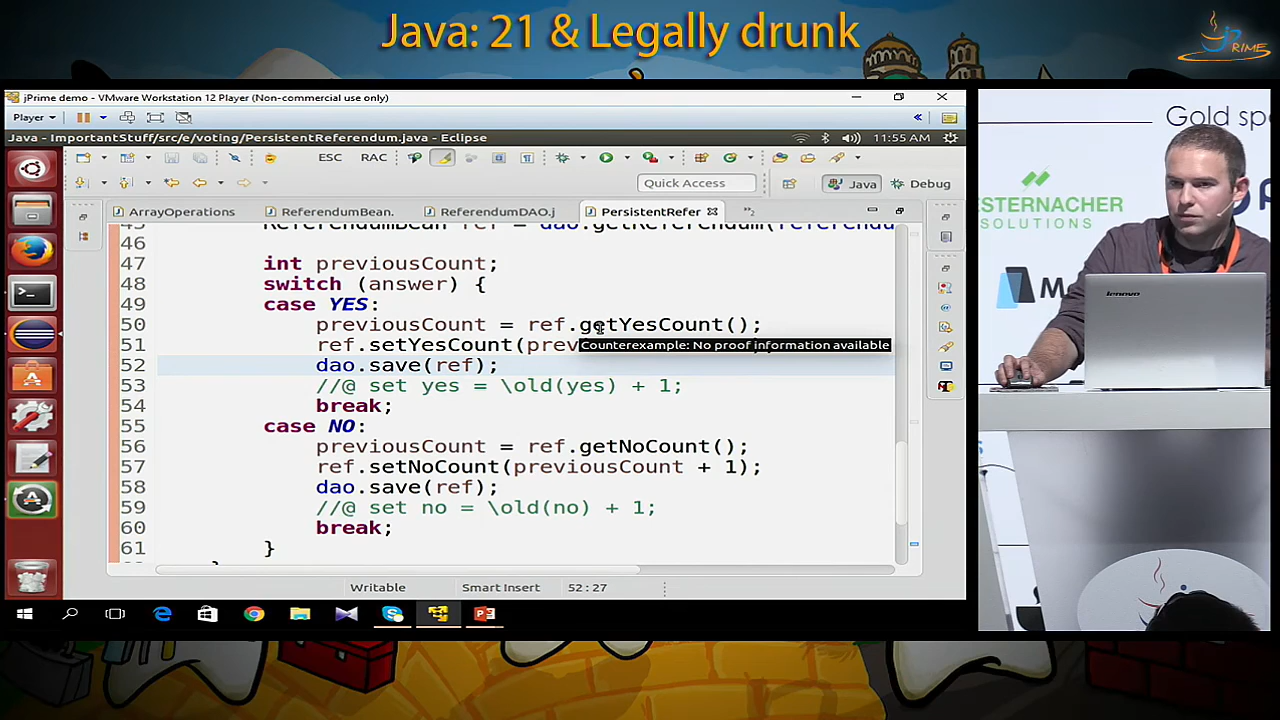 Java: 21 & Legally drunk
JPRIME
jPrime demo - VMware Workstation 12 Player (Non-commercial use only)
Player
Java - ImportantStuff/src/e/voting/PersistentReferendum.java - Eclipse
11:55 AM
ESC RAC
Quick Access
Java
Debug
ArrayOperations
ReferendumBean.
ReferendumDAO.j
PersistentRefer
46
47 int previousCount;
48 switch (answer) {
49 case YES:
50 previousCount = ref.getYesCount();
51 ref.setYesCount(prev
Counterexample: No proof information available
52 dao.save(ref);
53 //@ set yes = \old(yes) + 1;
54 break;
55 case NO:
56 previousCount = ref.getNoCount();
57 ref.setNoCount(previousCount + 1);
58 dao.save(ref);
59 //@ set no = \old(no) + 1;
60 break;
61 }
Writable
Smart Insert
52:27
Gold sp
ESTERNACHER
SOLUTIONS
M
lenovo